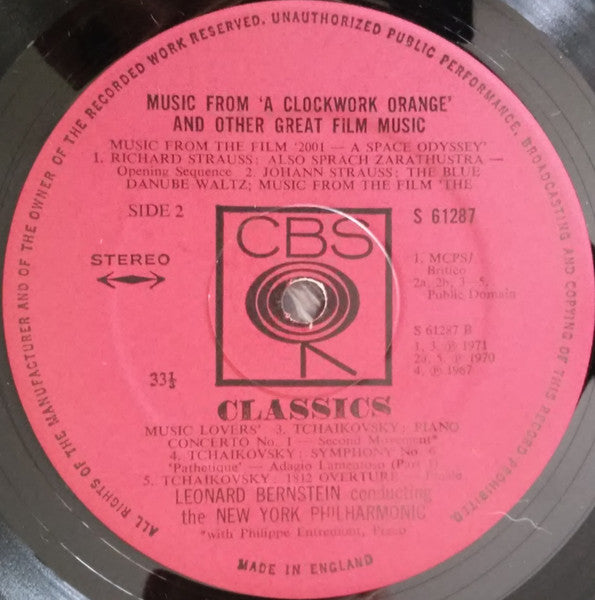 ALL RIGHTS OF THE MANUFACTURER AND OF THE OWNER OF THE RECORDED WORK RESERVED. UNAUTHORIZED PUBLIC PERFORMANCE, BROADCASTING AND COPYING OF THIS RECORD PROHIBITED
MUSIC FROM 'A CLOCKWORK ORANGE'
AND OTHER GREAT FILM MUSIC
MUSIC FROM THE FILM '2001 — A SPACE ODYSSEY'
1. RICHARD STRAUSS: ALSO SPRACH ZARATHUSTRA —
Opening Sequence 2. JOHANN STRAUSS: THE BLUE
DANUBE WALTZ; MUSIC FROM THE FILM 'THE
SIDE 2
S 61287
CBS
STEREO
1. MCPS/
Britico
2a, 2b, 3 - 5,
Public Domain
S 61287 B
1, 3, ℗ 1971
2a, 5, ℗ 1970
4, ℗ 1967
33⅓
CLASSICS
MUSIC LOVERS' 3. TCHAIKOVSKY: PIANO
CONCERTO No. 1 — Second Movement*
4. TCHAIKOVSKY: SYMPHONY No. 6
'Pathetique' — Adagio Lamentoso (Part 1)
5. TCHAIKOVSKY: 1812 OVERTURE — Finale
LEONARD BERNSTEIN conducting
the NEW YORK PHILHARMONIC
*with Philippe Entremont, Piano
MADE IN ENGLAND